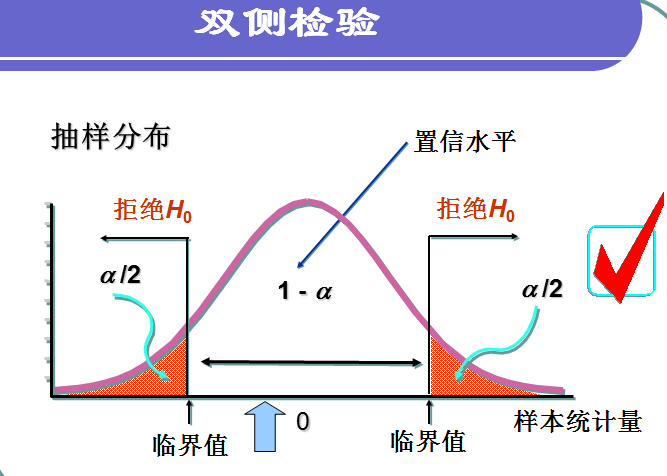 双侧检验
抽样分布
置信水平
拒绝H0
拒绝H0
α/2
1 - α
α/2
0
样本统计量
临界值
临界值